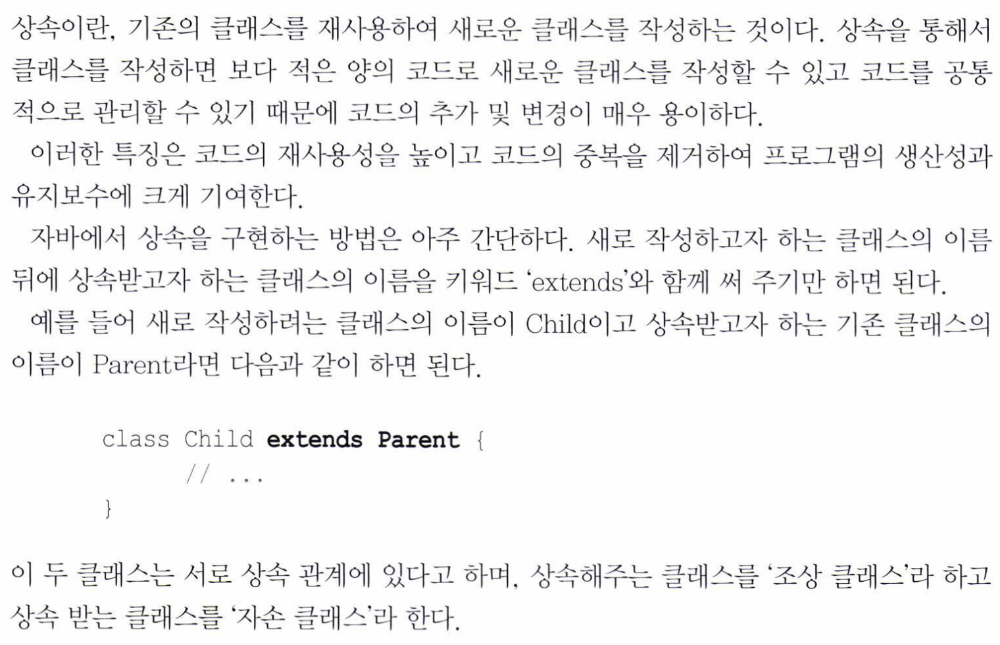 상속이란, 기존의 클래스를 재사용하여 새로운 클래스를 작성하는 것이다. 상속을 통해서
클래스를 작성하면 보다 적은 양의 코드로 새로운 클래스를 작성할 수 있고 코드를 공통
적으로 관리할 수 있기 때문에 코드의 추가 및 변경이 매우 용이하다.
이러한 특징은 코드의 재사용성을 높이고 코드의 중복을 제거하여 프로그램의 생산성과
유지보수에 크게 기여한다.
자바에서 상속을 구현하는 방법은 아주 간단하다. 새로 작성하고자 하는 클래스의 이름
뒤에 상속받고자 하는 클래스의 이름을 키워드 ‘extends’와 함께 써 주기만 하면 된다.
예를 들어 새로 작성하려는 클래스의 이름이 Child이고 상속받고자 하는 기존 클래스의
이름이 Parent라면 다음과 같이 하면 된다.
class Child extends Parent {
// ...
}
이 두 클래스는 서로 상속 관계에 있다고 하며, 상속해주는 클래스를 ‘조상 클래스’라 하고
상속 받는 클래스를 ‘자손 클래스’라 한다.